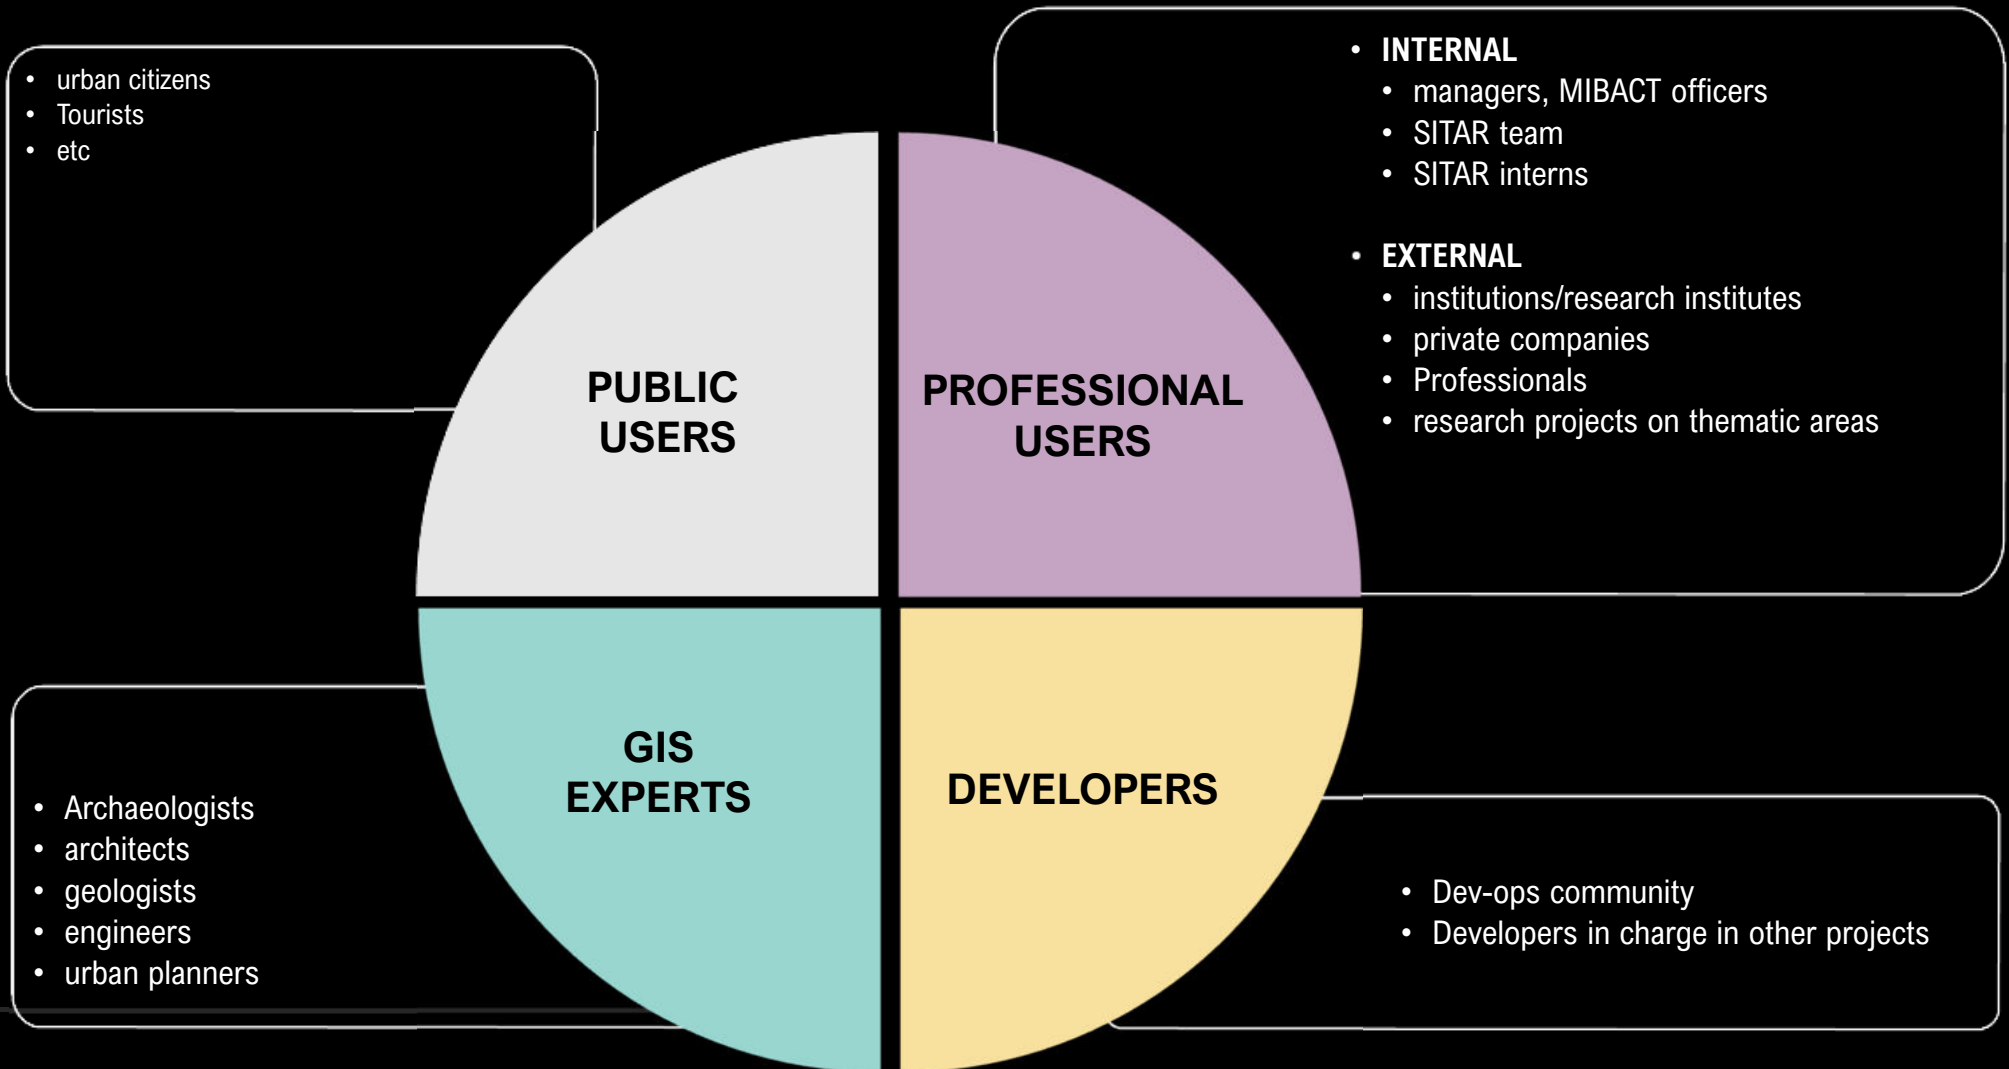 • urban citizens
• Tourists
• etc
PUBLIC
USERS
• INTERNAL
• managers, MIBACT officers
• SITAR team
• SITAR interns
• EXTERNAL
• institutions/research institutes
• private companies
• Professionals
• research projects on thematic areas
PROFESSIONAL
USERS
GIS
EXPERTS
• Archaeologists
• architects
• geologists
• engineers
• urban planners
DEVELOPERS
• Dev-ops community
• Developers in charge in other projects